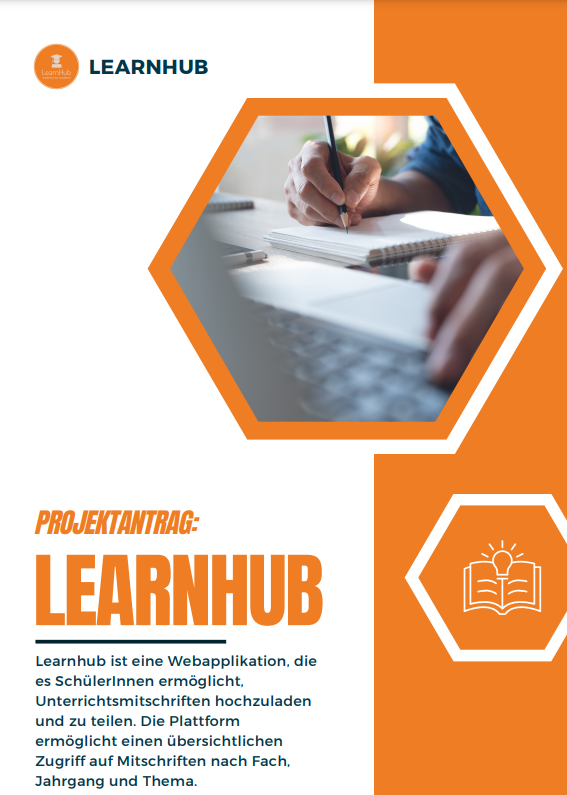 LearnHub
LEARNHUB
PROJEKTANTRAG:
LEARNHUB
Learnhub ist eine Webapplikation, die
es SchülerInnen ermöglicht,
Unterrichtsmitschriften hochzuladen
und zu teilen. Die Plattform
ermöglicht einen übersichtlichen
Zugriff auf Mitschriften nach Fach,
Jahrgang und Thema.